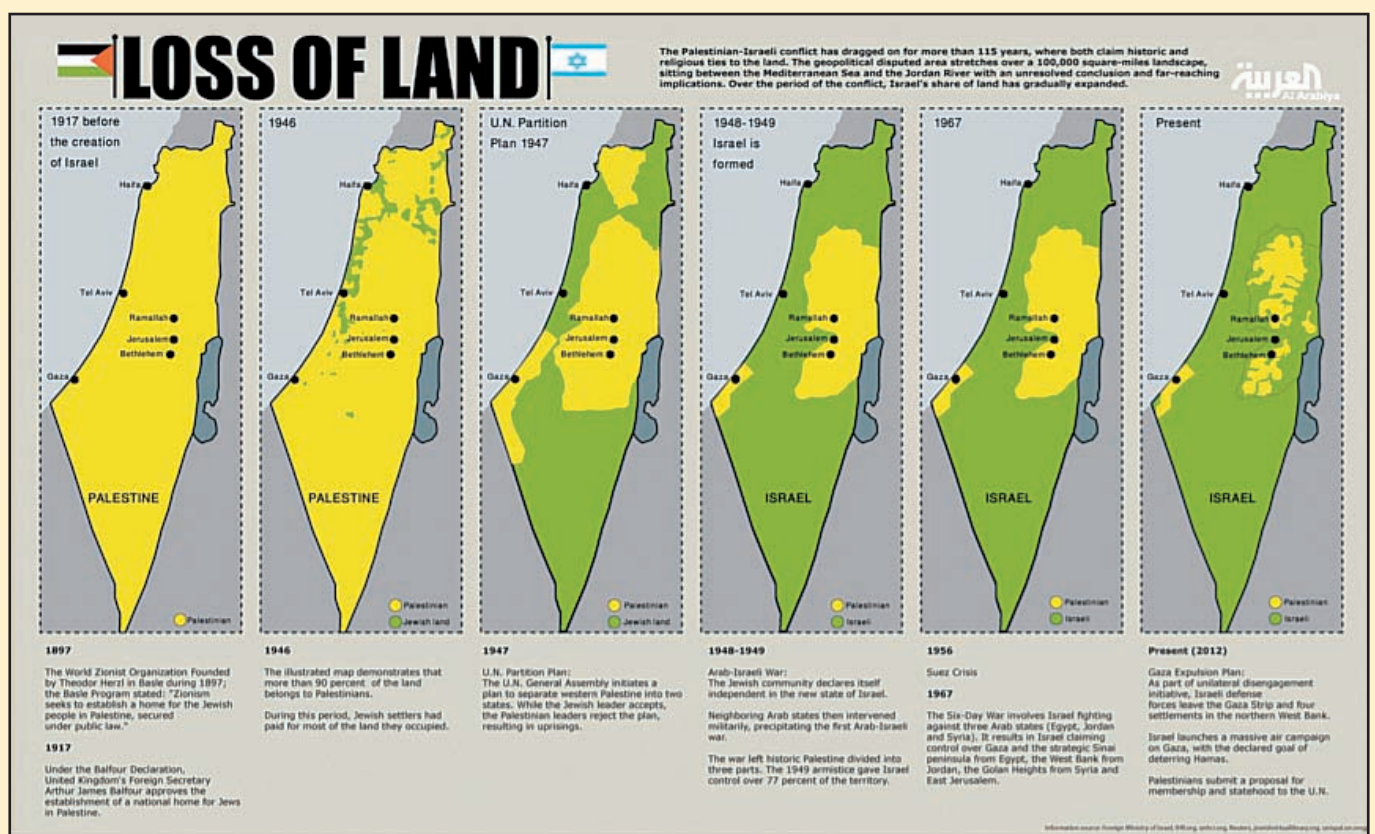 LOSS OF LAND
The Palestinian-Israeli conflict has dragged on for more than 115 years, where both claim historic and
religious ties to the land. The geopolitical disputed area stretches over a 100,000 square-miles landscape,
sitting between the Mediterranean Sea and the Jordan River with an unresolved conclusion and far-reaching
implications. Over the period of the conflict, Israel's share of land has gradually expanded.
العربية
Al Arabiya
1917 before
the creation
of Israel
Haifa
Tel Aviv
Ramallah
Jerusalem
Bethlehem
Gaza
PALESTINE
Palestinian
1946
Haifa
Tel Aviv
Ramallah
Jerusalem
Bethlehem
Gaza
PALESTINE
Palestinian
Jewish land
U.N. Partition
Plan 1947
Haifa
Tel Aviv
Ramallah
Jerusalem
Bethlehem
Gaza
Palestinian
Jewish land
1948-1949
Israel is
formed
Haifa
Tel Aviv
Ramallah
Jerusalem
Bethlehem
Gaza
ISRAEL
Palestinian
Israeli
1967
Haifa
Tel Aviv
Ramallah
Jerusalem
Bethlehem
Gaza
ISRAEL
Palestinian
Israeli
Present
Haifa
Tel Aviv
Ramallah
Jerusalem
Bethlehem
Gaza
ISRAEL
Palestinian
Israeli
1897
The World Zionist Organization Founded
by Theodor Herzl in Basle during 1897;
the Basle Program stated: "Zionism
seeks to establish a home for the Jewish
people in Palestine, secured
under public law."
1917
Under the Balfour Declaration,
United Kingdom's Foreign Secretary
Arthur James Balfour approves the
establishment of a national home for Jews
in Palestine.
1946
The illustrated map demonstrates that
more than 90 percent of the land
belongs to Palestinians.
During this period, Jewish settlers had
paid for most of the land they occupied.
1947
U.N. Partition Plan:
The U.N. General Assembly initiates a
plan to separate western Palestine into two
states. While the Jewish leader accepts,
the Palestinian leaders reject the plan,
resulting in uprisings.
1948-1949
Arab-Israeli War:
The Jewish community declares itself
independent in the new state of Israel.
Neighboring Arab states then intervened
militarily, precipitating the first Arab-Israeli
war.
The war left historic Palestine divided into
three parts. The 1949 armistice gave Israel
control over 77 percent of the territory.
1956
Suez Crisis
1967
The Six-Day War involves Israel fighting
against three Arab states (Egypt, Jordan
and Syria). It results in Israel claiming
control over Gaza and the strategic Sinai
peninsula from Egypt, the West Bank from
Jordan, the Golan Heights from Syria and
East Jerusalem.
Present (2012)
Gaza Expulsion Plan:
As part of unilateral disengagement
initiative, Israeli defense
forces leave the Gaza Strip and four
settlements in the northern West Bank.
Israel launches a massive air campaign
on Gaza, with the declared goal of
deterring Hamas.
Palestinians submit a proposal for
membership and statehood to the U.N.
Information source: Foreign Ministry of Israel, Reuters,